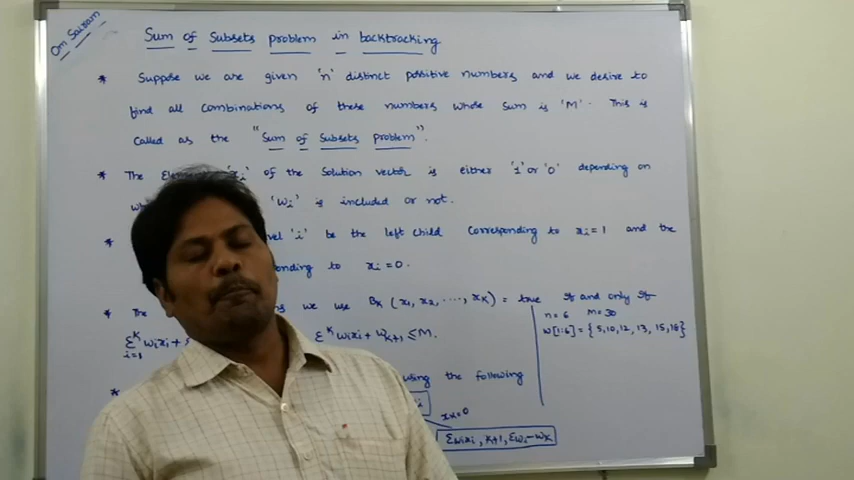 Om Sairam
Sum of Subsets problem in backtracking
* Suppose we are given 'n' distinct positive numbers and we desire to
find all combinations of these numbers whose sum is 'M'. This is
called as the "Sum of Subsets problem".
* The of the Solution vector is either '1' or '0' depending on
'wi' is included or not.
* 'i' be the left child corresponding to xi=1 and the
to xi=0.
* The we use BK (x1, x2, ...., xK) = true If and only If
Σ^K i=1 wixi + Σ^K wixi + wK+1 ≤ M.
* using the following
xK=0
Σwixi, K+1, Σwi-wK
n=6 M=30
w[1:6] = { 5,10,12, 13, 15, 18}